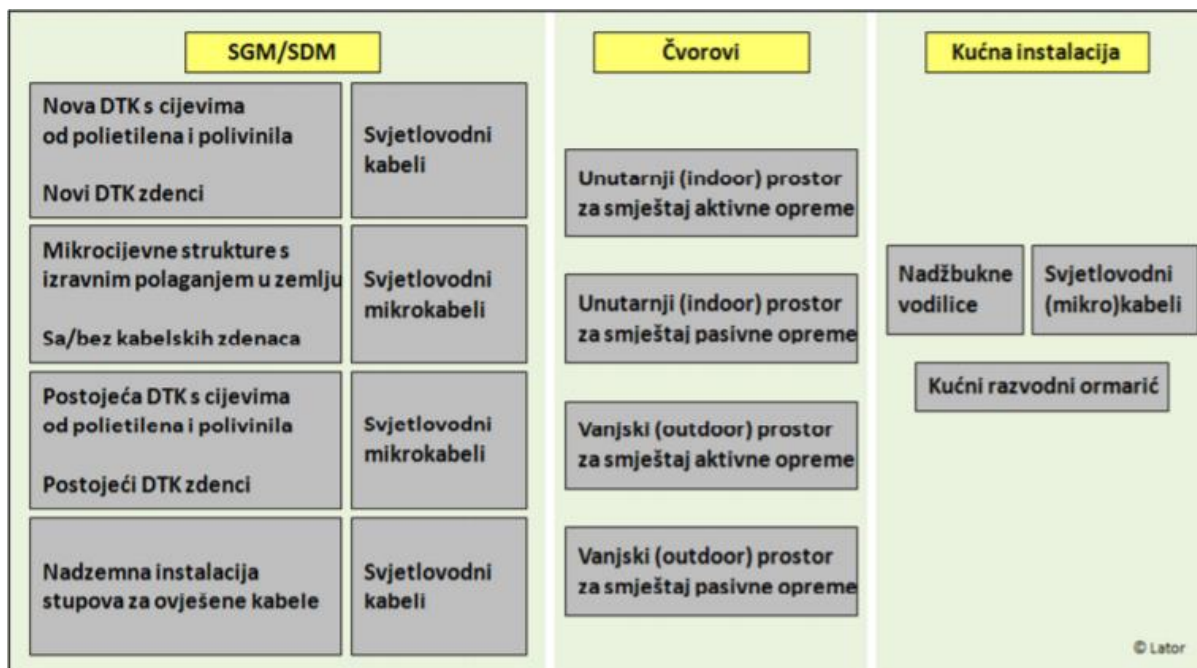 SGM/SDM
Nova DTK s cijevima
od polietilena i polivinila
Novi DTK zdenci
Svjetlovodni
kabeli
Mikrocijevne strukture s
izravnim polaganjem u zemlju
Sa/bez kabelskih zdenaca
Svjetlovodni
mikrokabeli
Postojeća DTK s cijevima
od polietilena i polivinila
Postojeći DTK zdenci
Svjetlovodni
mikrokabeli
Nadzemna instalacija
stupova za ovješene kabele
Svjetlovodni
kabeli
Čvorovi
Unutarnji (indoor) prostor
za smještaj aktivne opreme
Unutarnji (indoor) prostor
za smještaj pasivne opreme
Vanjski (outdoor) prostor
za smještaj aktivne opreme
Vanjski (outdoor) prostor
za smještaj pasivne opreme
Kućna instalacija
Nadžbukne
vodilice
Svjetlovodni
(mikro)kabeli
Kućni razvodni ormarić
© Lator